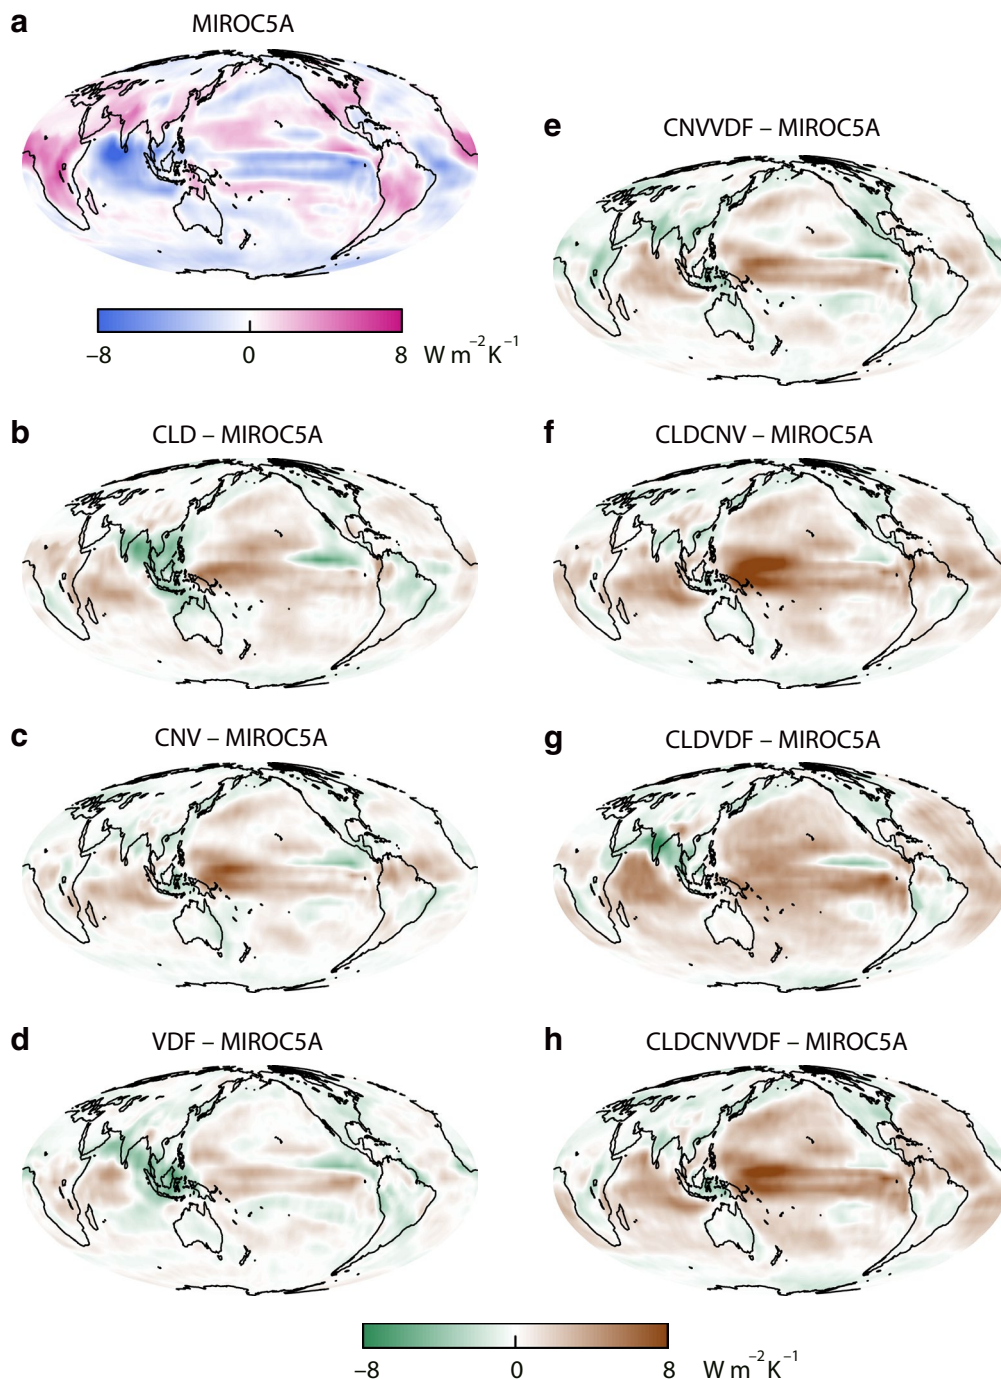 a
MIROC5A
−8 0 8 W m⁻² K⁻¹
b
CLD – MIROC5A
c
CNV – MIROC5A
d
VDF – MIROC5A
e
CNVVDF – MIROC5A
f
CLDCNV – MIROC5A
g
CLDVDF – MIROC5A
h
CLDCNVVDF – MIROC5A
−8 0 8 W m⁻² K⁻¹